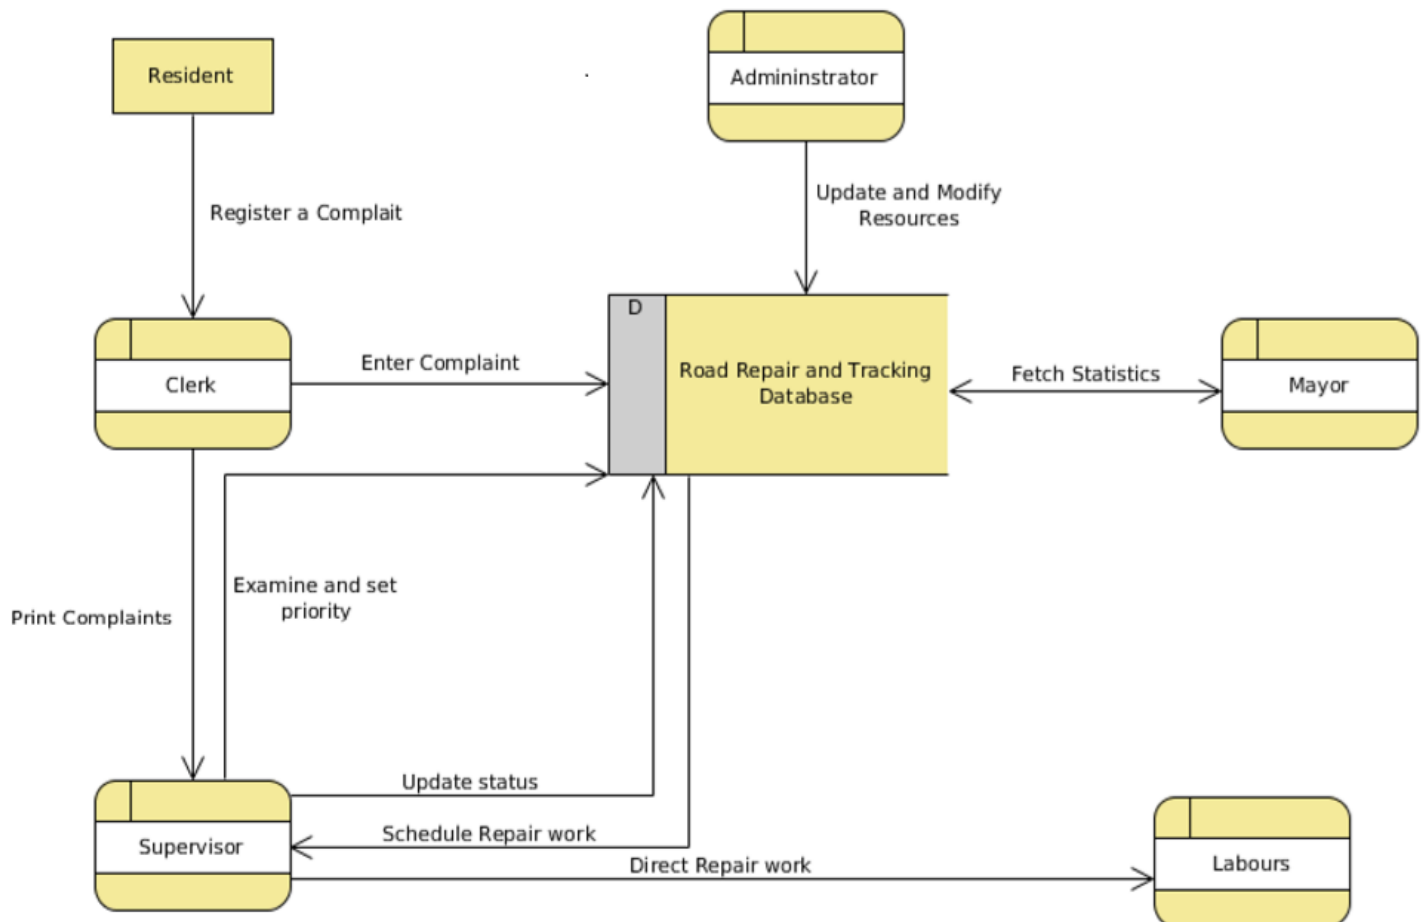 Resident
Admininstrator
Register a Complait
Update and Modify
Resources
D
Clerk
Enter Complaint
Road Repair and Tracking
Database
Fetch Statistics
Mayor
Print Complaints
Examine and set
priority
Update status
Schedule Repair work
Supervisor
Direct Repair work
Labours